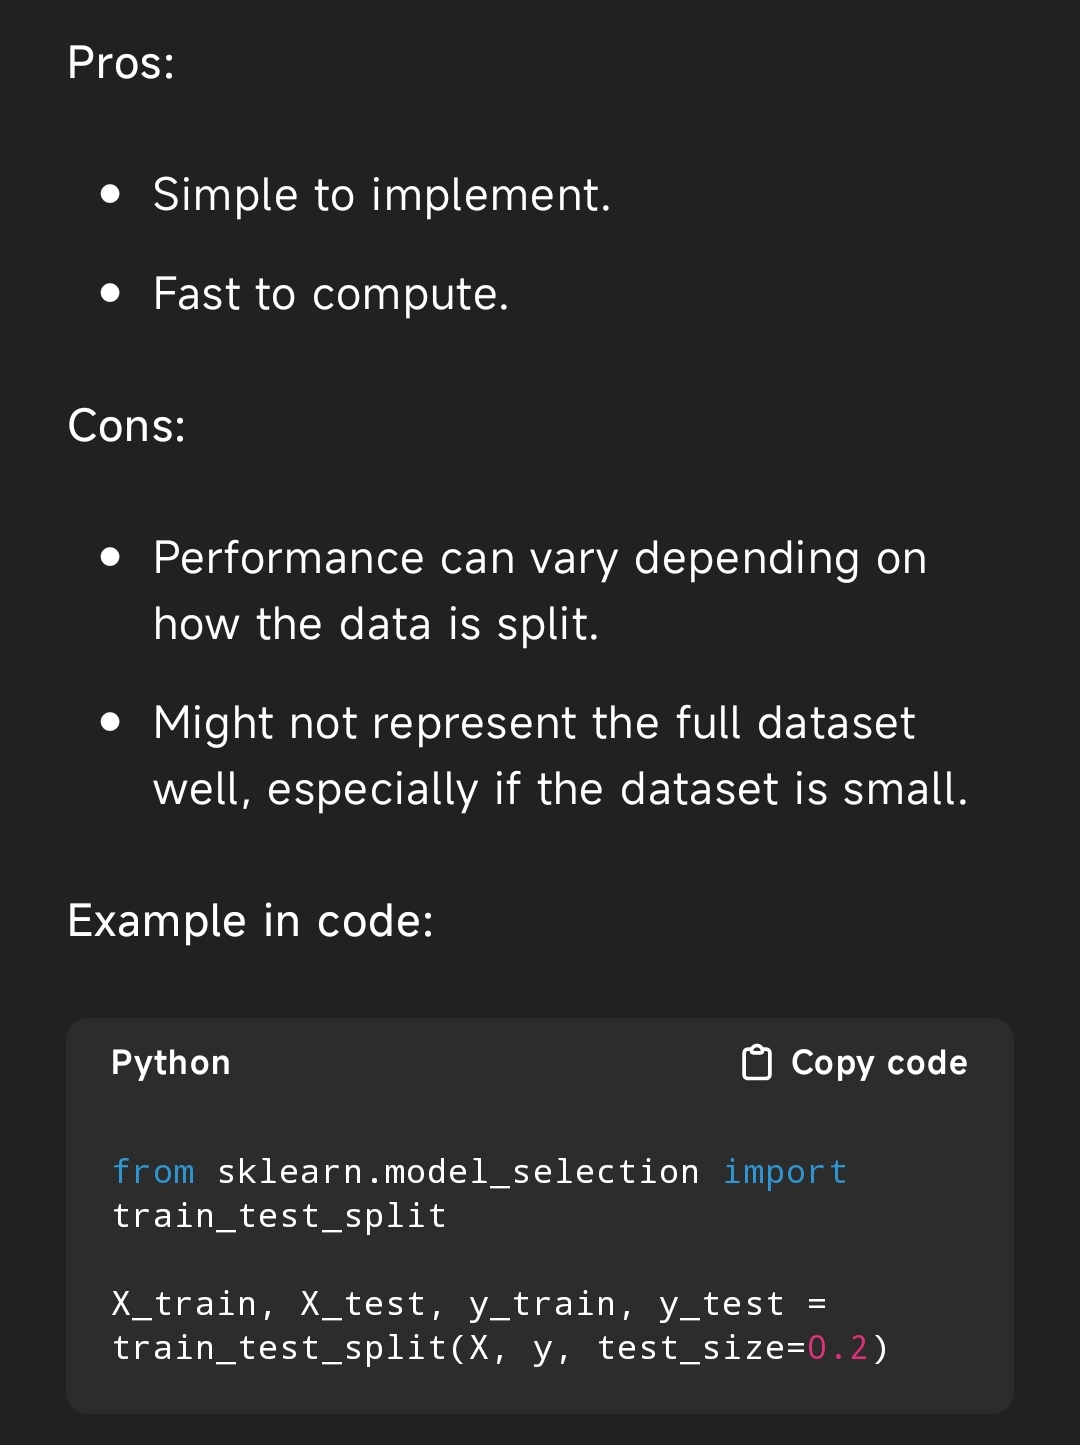 Pros:
Simple to implement.
Fast to compute.
Cons:
Performance can vary depending on
how the data is split.
Might not represent the full dataset
well, especially if the dataset is small.
Example in code:
Python Copy code
from sklearn.model_selection import
train_test_split
X_train, X_test, y_train, y_test =
train_test_split(X, y, test_size=0.2)